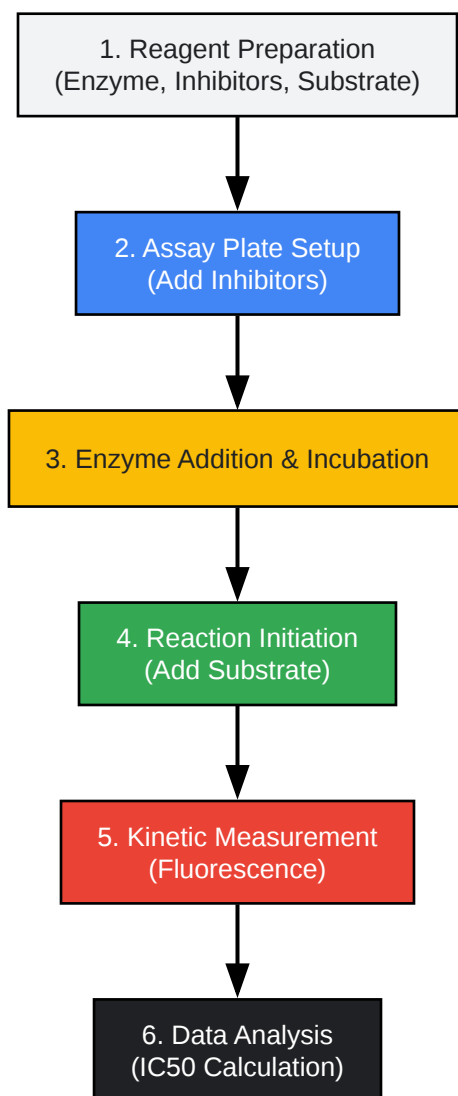 1. Reagent Preparation
(Enzyme, Inhibitors, Substrate)
2. Assay Plate Setup
(Add Inhibitors)
3. Enzyme Addition & Incubation
4. Reaction Initiation
(Add Substrate)
5. Kinetic Measurement
(Fluorescence)
6. Data Analysis
(IC50 Calculation)